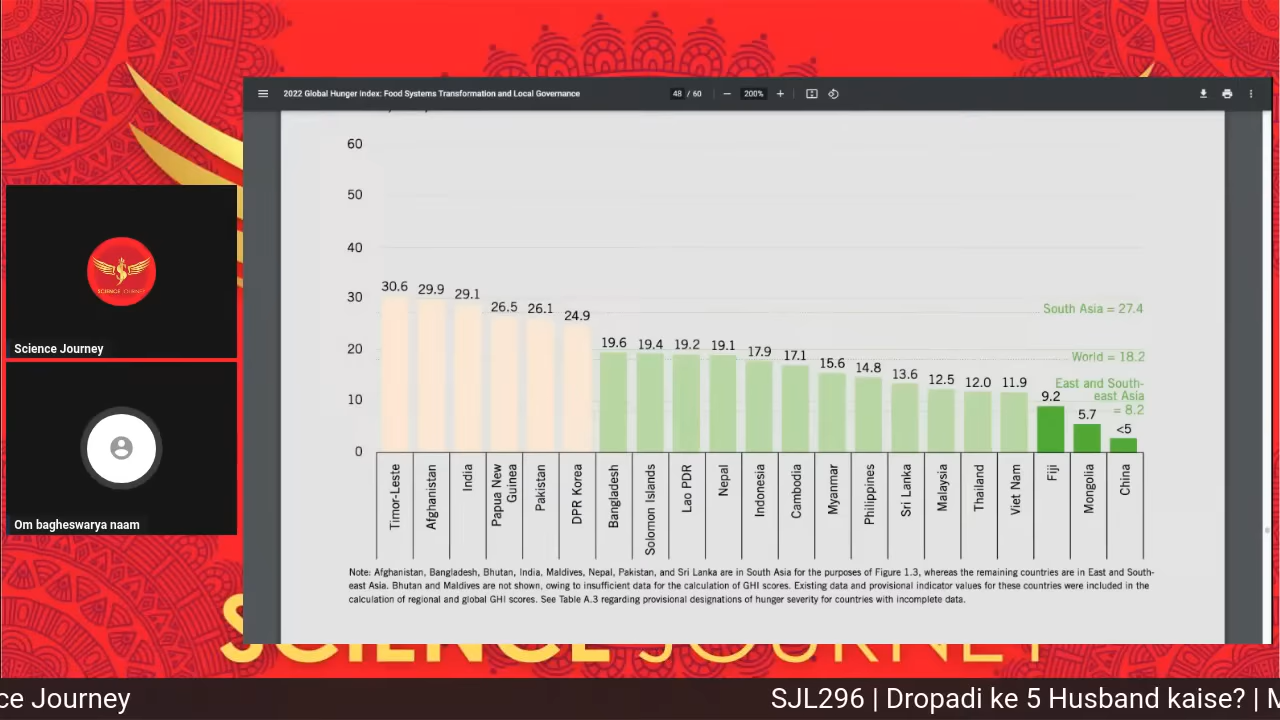 2022 Global Hunger Index: Food Systems Transformation and Local Governance
48 / 60
200%
60
50
40
30
20
10
0
30.6
29.9
29.1
26.5
26.1
24.9
19.6
19.4
19.2
19.1
17.9
17.1
15.6
14.8
13.6
12.5
12.0
11.9
9.2
5.7
<5
South Asia = 27.4
World = 18.2
East and South-
east Asia
= 8.2
Timor-Leste
Afghanistan
India
Papua New
Guinea
Pakistan
DPR Korea
Bangladesh
Solomon Islands
Lao PDR
Nepal
Indonesia
Cambodia
Myanmar
Philippines
Sri Lanka
Malaysia
Thailand
Viet Nam
Fiji
Mongolia
China
Note: Afghanistan, Bangladesh, Bhutan, India, Maldives, Nepal, Pakistan, and Sri Lanka are in South Asia for the purposes of Figure 1.3, whereas the remaining countries are in East and South-
east Asia. Bhutan and Maldives are not shown, owing to insufficient data for the calculation of GHI scores. Existing data and provisional indicator values for these countries were included in the
calculation of regional and global GHI scores. See Table A.3 regarding provisional designations of hunger severity for countries with incomplete data.
SCIENCE JOURNEY
Science Journey
Om bagheswarya naam
SCIENCE JOURNEY
ce Journey
SJL296 | Dropadi ke 5 Husband kaise? | M